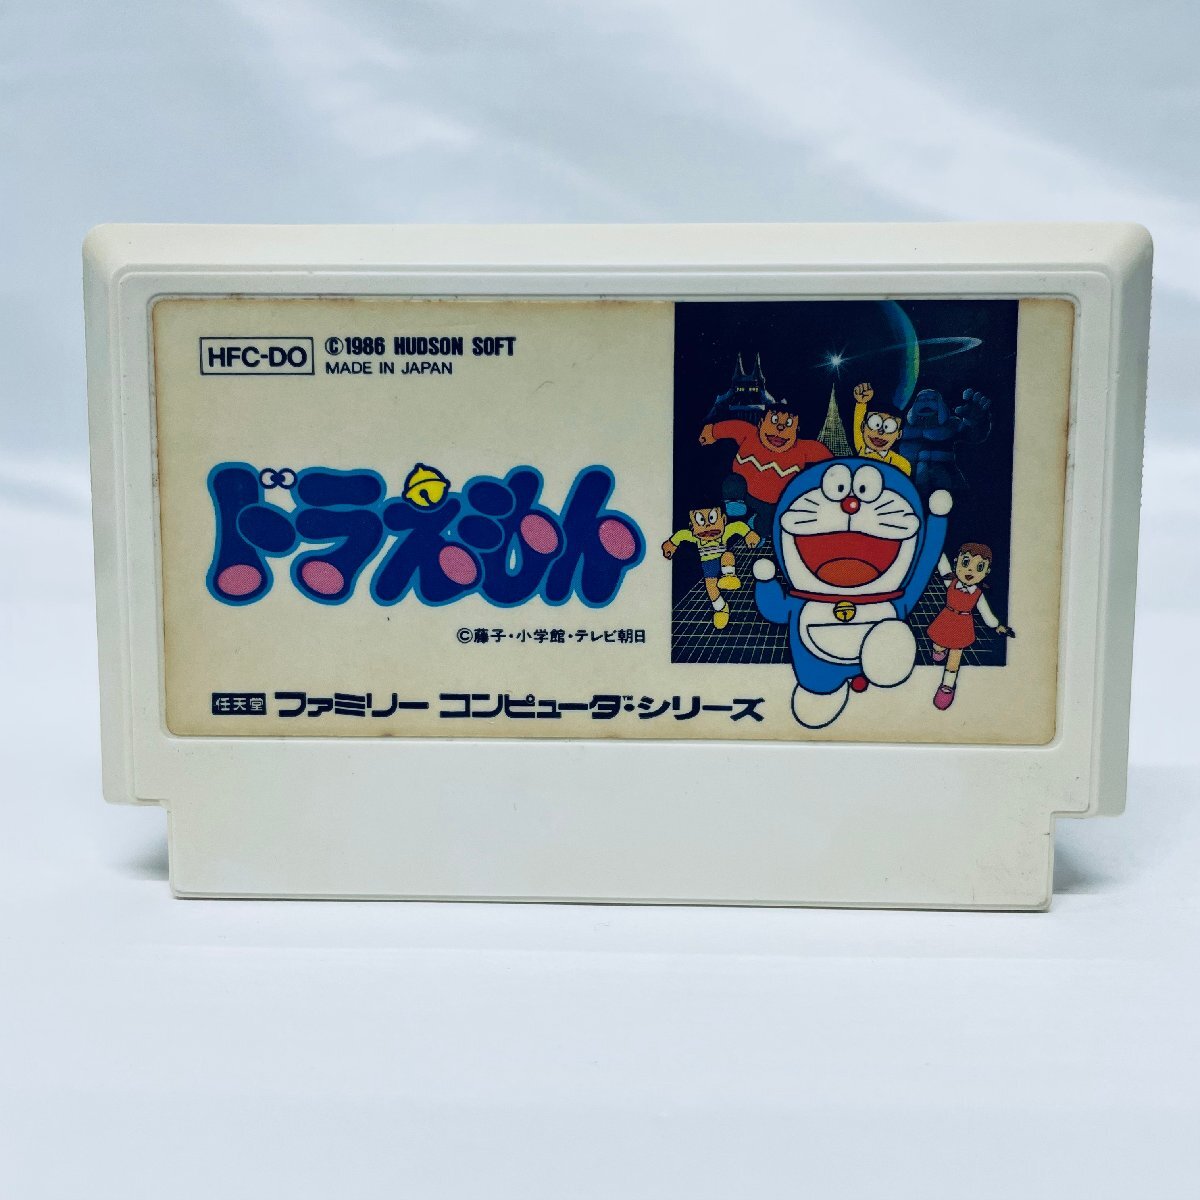 HFC-DO
©1986 HUDSON SOFT
MADE IN JAPAN
ドラえもん
©藤子・小学館・テレビ朝日
任天堂 ファミリー コンピュータ™・シリーズ